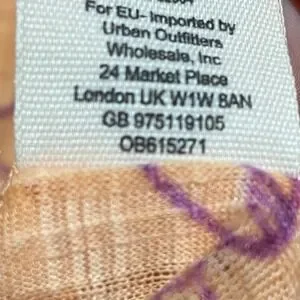 For EU- Imported by
Urban Outfitters
Wholesale, Inc
24 Market Place
London UK W1W 8AN
GB 975119105
OB615271